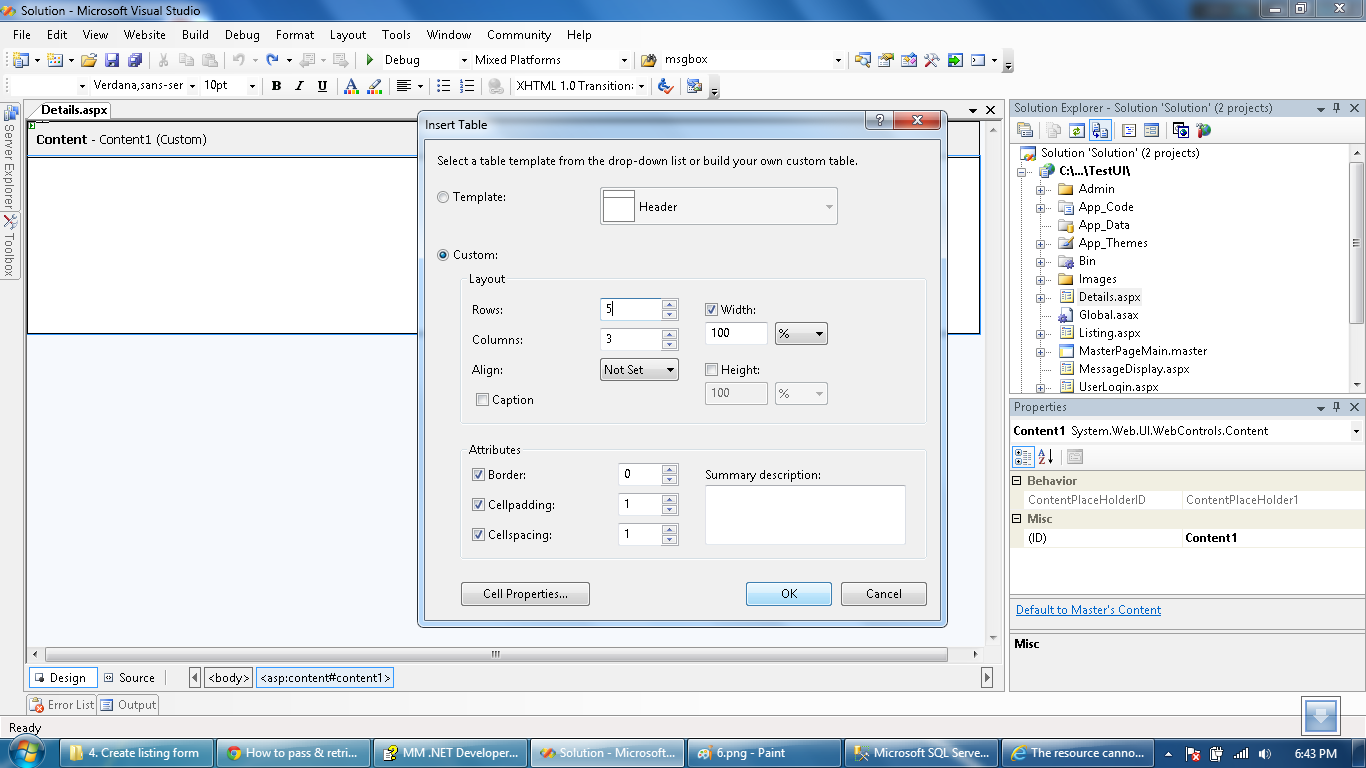 Solution - Microsoft Visual Studio
File Edit View Website Build Debug Format Layout Tools Window Community Help
Debug Mixed Platforms msgbox
Verdana,sans-ser 10pt B I U A XHTML 1.0 Transition:
Server Explorer
Toolbox
Details.aspx
Content - Content1 (Custom)
Insert Table
Select a table template from the drop-down list or build your own custom table.
Template: Header
Custom:
Layout
Rows: 5 Width:
Columns: 3 100 %
Align: Not Set Height:
100 %
Caption
Attributes
Border: 0 Summary description:
Cellpadding: 1
Cellspacing: 1
Cell Properties... OK Cancel
Design Source <body> <asp:content#content1>
Error List Output
Ready
Solution Explorer - Solution 'Solution' (2 projects)
Solution 'Solution' (2 projects)
C:\...\TestUI\
Admin
App_Code
App_Data
App_Themes
Bin
Images
Details.aspx
Global.asax
Listing.aspx
MasterPageMain.master
MessageDisplay.aspx
UserLogin.aspx
Properties
Content1 System.Web.UI.WebControls.Content
Behavior
ContentPlaceHolderID ContentPlaceHolder1
Misc
(ID) Content1
Default to Master's Content
Misc
4. Create listing form How to pass & retri... MM .NET Developer... Solution - Microsoft... 6.png - Paint Microsoft SQL Serve... The resource canno... 6:43 PM